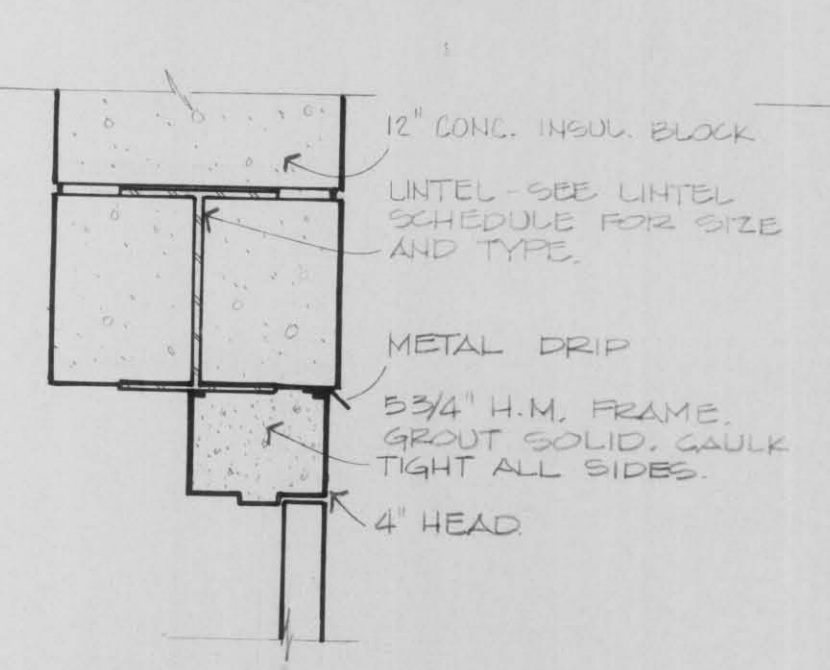 12" CONC. INSUL. BLOCK
LINTEL - SEE LINTEL
SCHEDULE FOR SIZE
AND TYPE.
METAL DRIP
5 3/4" H.M. FRAME.
GROUT SOLID. CAULK
TIGHT ALL SIDES.
4" HEAD.